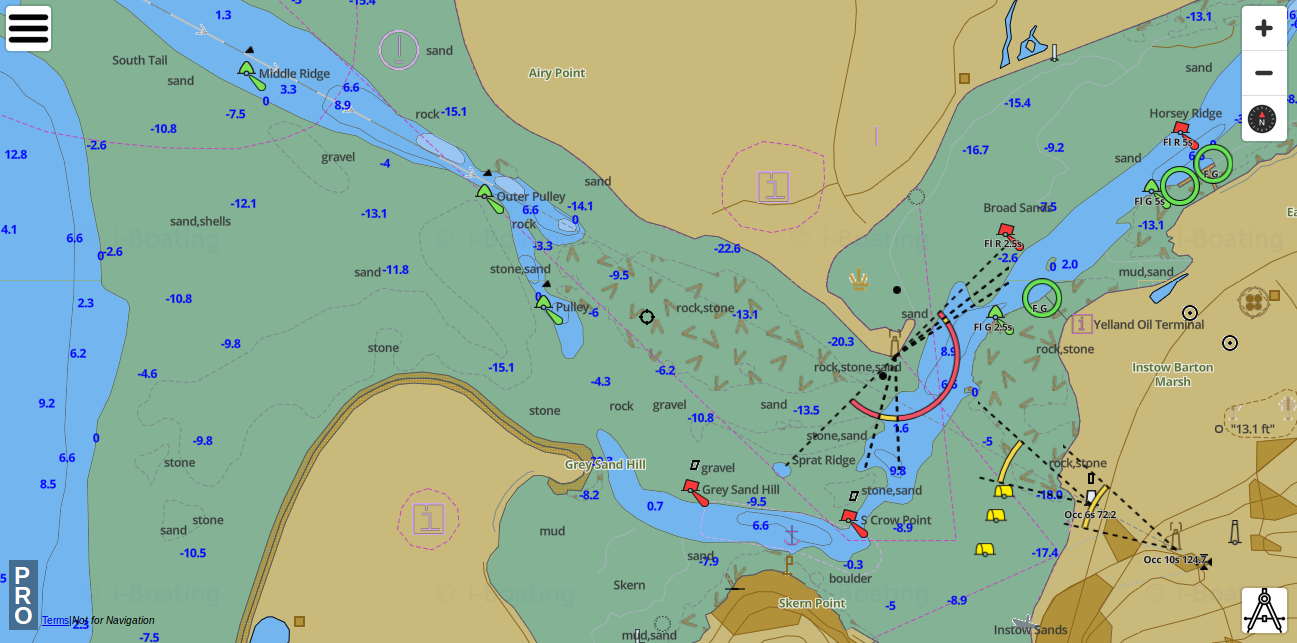 1.3
-15.4
-13.1
sand
South Tail
Middle Ridge
sand
3.3
6.6
8.9
0
-7.5
rock
-15.1
Airy Point
-15.4
sand
Horsey Ridge
Fl R 5s
-10.8
-2.6
12.8
gravel
-4
-16.7
-9.2
sand
F G
sand
Outer Pulley
6.6
-14.1
0
rock
-12.1
-13.1
sand,shells
Fl G 5s
Broad Sands
-7.5
-13.1
4.1
6.6
0
-2.6
-3.3
-22.6
Fl R 2.5s
-2.6
0
2.0
© i-Boating
sand
-11.8
stone,sand
-9.5
mud,sand
-10.8
2.3
0
Pulley
-6
rock,stone
-13.1
sand
Fl G 2.5s
F G
Yelland Oil Terminal
-9.8
stone
6.2
-20.3
8.9
rock,stone
-15.1
-4.3
-6.2
rock,stone,sand
Instow Barton
Marsh
-4.6
6.6
0
9.2
stone
rock
gravel
-10.8
sand
-13.5
1.6
"13.1 ft"
0
-9.8
stone,sand
-5
6.6
stone
Grey Sand Hill
gravel
Sprat Ridge
9.8
rock,stone
8.5
-8.2
0.7
Grey Sand Hill
-9.5
stone,sand
-18.0
Occ 6s 72.2
stone
sand
mud
6.6
S Crow Point
-8.9
-10.5
sand
-7.9
-0.3
boulder
-17.4
Occ 10s 124.7
PRO
Skern
Skern Point
-5
-8.9
Terms
Not for Navigation
2.3
-7.5
mud,sand
Instow Sands
N